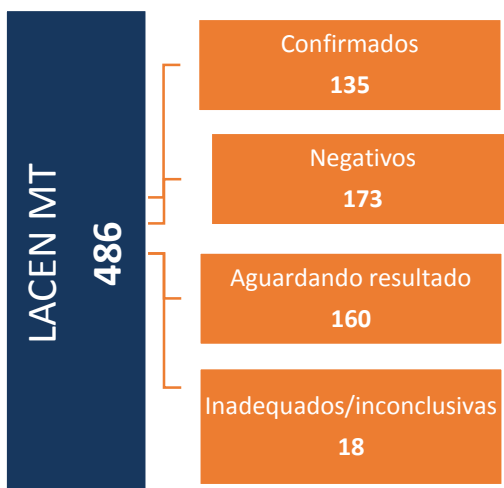 LACEN MT
486
Confirmados
135
Negativos
173
Aguardando resultado
160
Inadequados/inconclusivas
18